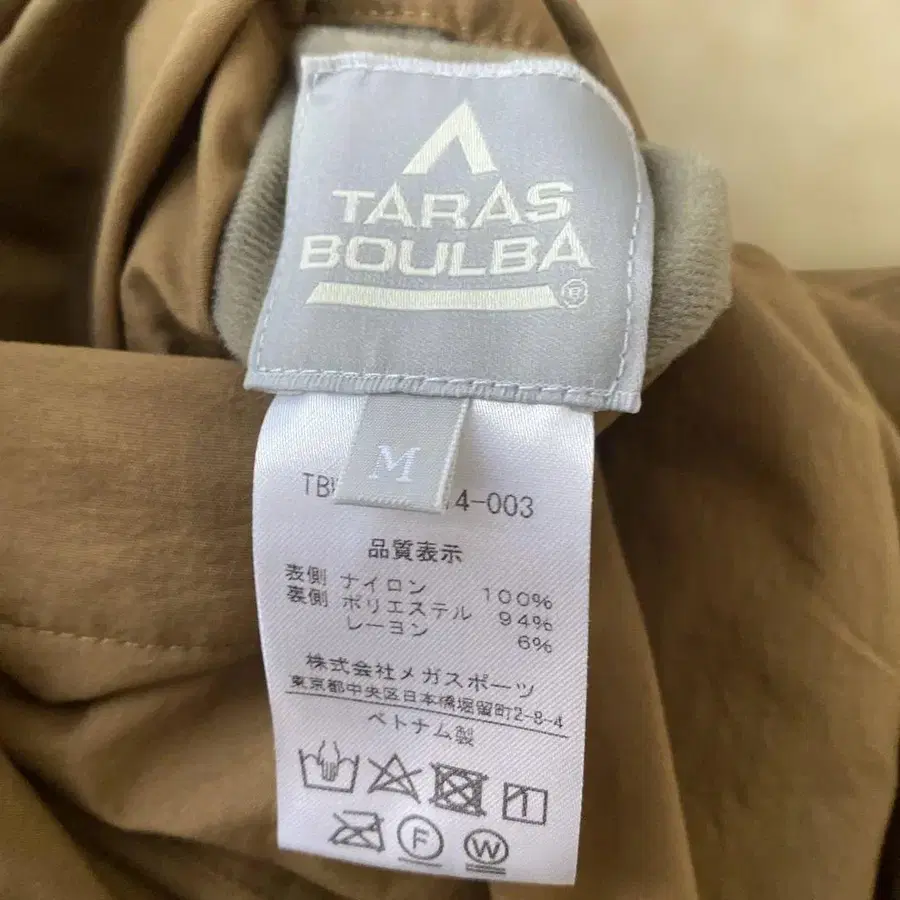 TARAS
BOULBA
®
M
4-003
品質表示
表側 ナイロン 100%
裏側 ポリエステル 94%
レーヨン 6%
株式会社メガスポーツ
東京都中央区日本橋堀留町2-8-4
ベトナム製
F
W